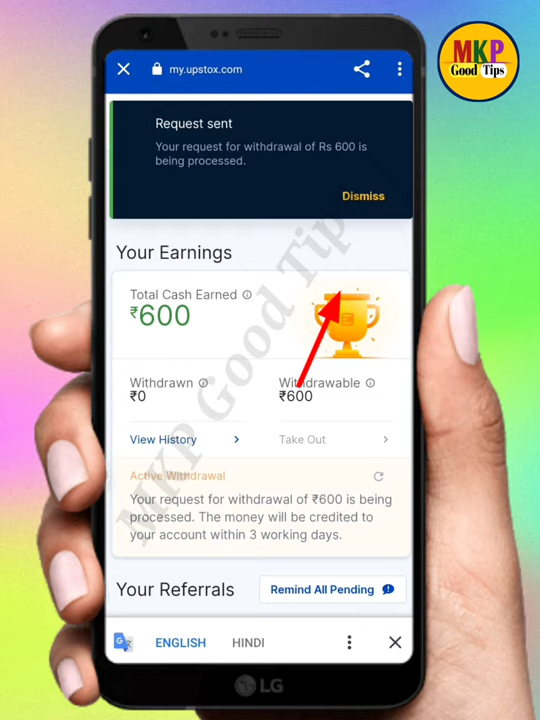 MKP
Good Tips
my.upstox.com
Request sent
Your request for withdrawal of Rs 600 is
being processed.
Dismiss
Your Earnings
Total Cash Earned
₹600
Withdrawn
₹0
Withdrawable
₹600
View History
Take Out
Active Withdrawal
Your request for withdrawal of ₹600 is being
processed. The money will be credited to
your account within 3 working days.
Your Referrals
Remind All Pending
ENGLISH
HINDI
LG
MKP Good Tips